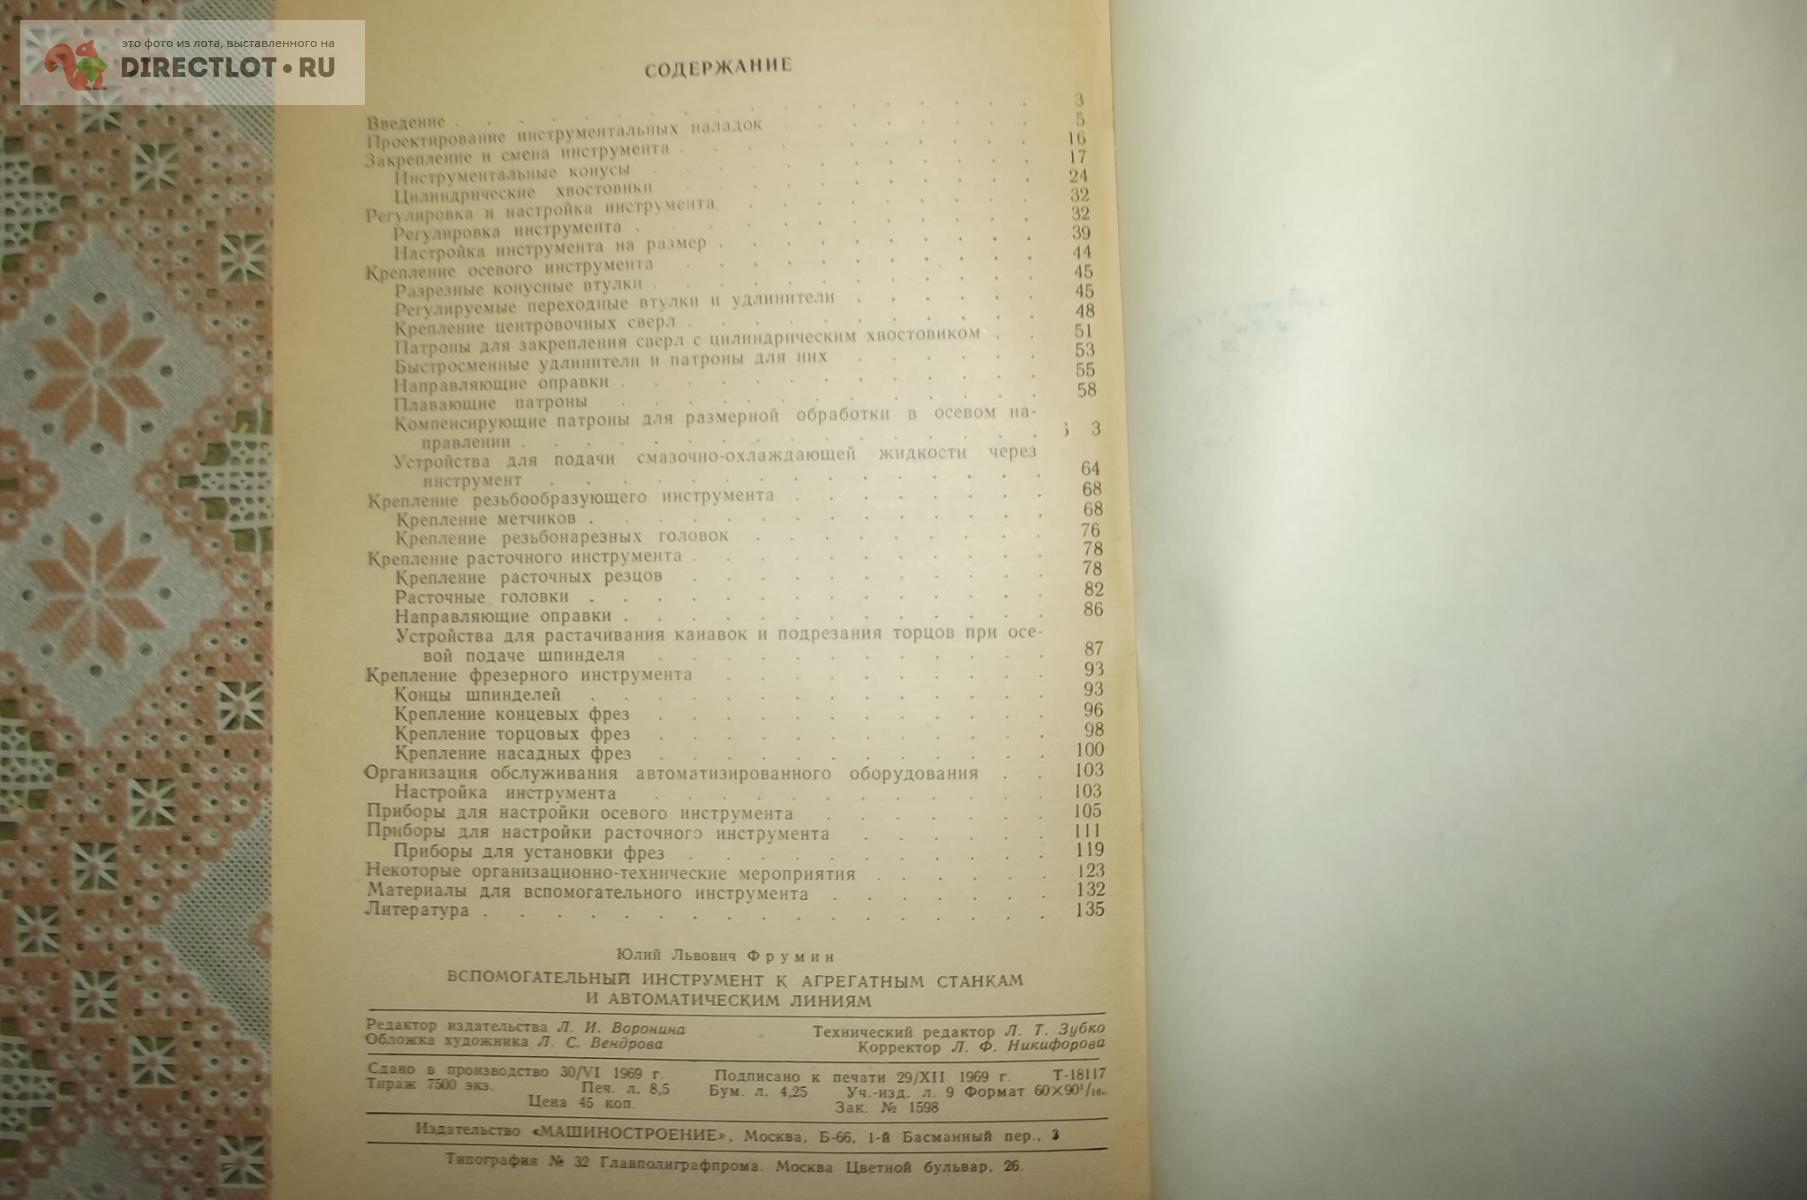 это фото из лота, выставленного на
DIRECTLOT•RU
СОДЕРЖАНИЕ
Введение . . . . . . . . . . . . 3
Проектирование инструментальных наладок . . . . . . . . 5
Закрепление и смена инструмента . . . . . . . . . . 16
Инструментальные конусы . . . . . . . . . . 17
Цилиндрические хвостовики . . . . . . . . . . 24
Регулировка и настройка инструмента . . . . . . . . . 32
Регулировка инструмента . . . . . . . . . . . 32
Настройка инструмента на размер . . . . . . . . . 39
Крепление осевого инструмента . . . . . . . . . . 44
Разрезные конусные втулки . . . . . . . . . . . 45
Регулируемые переходные втулки и удлинители . . . . . . 45
Крепление центровочных сверл . . . . . . . . . . 48
Патроны для закрепления сверл с цилиндрическим хвостовиком . . 51
Быстросменные удлинители и патроны для них . . . . . . 53
Направляющие оправки . . . . . . . . . . . . 55
Плавающие патроны . . . . . . . . . . . . 58
Компенсирующие патроны для размерной обработки в осевом на-
правлении . . . . . . . . . . . . . . 6 3
Устройства для подачи смазочно-охлаждающей жидкости через
инструмент . . . . . . . . . . . . . 64
Крепление резьбообразующего инструмента . . . . . . . 68
Крепление метчиков . . . . . . . . . . . . 68
Крепление резьбонарезных головок . . . . . . . . 76
Крепление расточного инструмента . . . . . . . . . . 78
Крепление расточных резцов . . . . . . . . . . 78
Расточные головки . . . . . . . . . . . . 82
Направляющие оправки . . . . . . . . . . . . 86
Устройства для растачивания канавок и подрезания торцов при осе-
вой подаче шпинделя . . . . . . . . . . . 87
Крепление фрезерного инструмента . . . . . . . . . 93
Концы шпинделей . . . . . . . . . . . . 93
Крепление концевых фрез . . . . . . . . . . . 96
Крепление торцовых фрез . . . . . . . . . . . 98
Крепление насадных фрез . . . . . . . . . . . 100
Организация обслуживания автоматизированного оборудования . . 103
Настройка инструмента . . . . . . . . . . . 103
Приборы для настройки осевого инструмента . . . . . . 105
Приборы для настройки расточного инструмента . . . . . 111
Приборы для установки фрез . . . . . . . . . . 119
Некоторые организационно-технические мероприятия . . . . . 123
Материалы для вспомогательного инструмента . . . . . . 132
Литература . . . . . . . . . . . . . . 135
Юлий Львович Фрумин
ВСПОМОГАТЕЛЬНЫЙ ИНСТРУМЕНТ К АГРЕГАТНЫМ СТАНКАМ
И АВТОМАТИЧЕСКИМ ЛИНИЯМ
Редактор издательства Л. И. Воронина Технический редактор Л. Т. Зубко
Обложка художника Л. С. Вендрова Корректор Л. Ф. Никифорова
Сдано в производство 30/VI 1969 г. Подписано к печати 29/XII 1969 г. Т-18117
Тираж 7500 экз. Печ. л. 8,5 Бум. л. 4,25 Уч.-изд. л. 9 Формат 60×90¹/₁₆.
Цена 45 коп. Зак. № 1598
Издательство «МАШИНОСТРОЕНИЕ», Москва, Б-66, 1-й Басманный пер., 3
Типография № 32 Главполиграфпрома. Москва Цветной бульвар, 26.